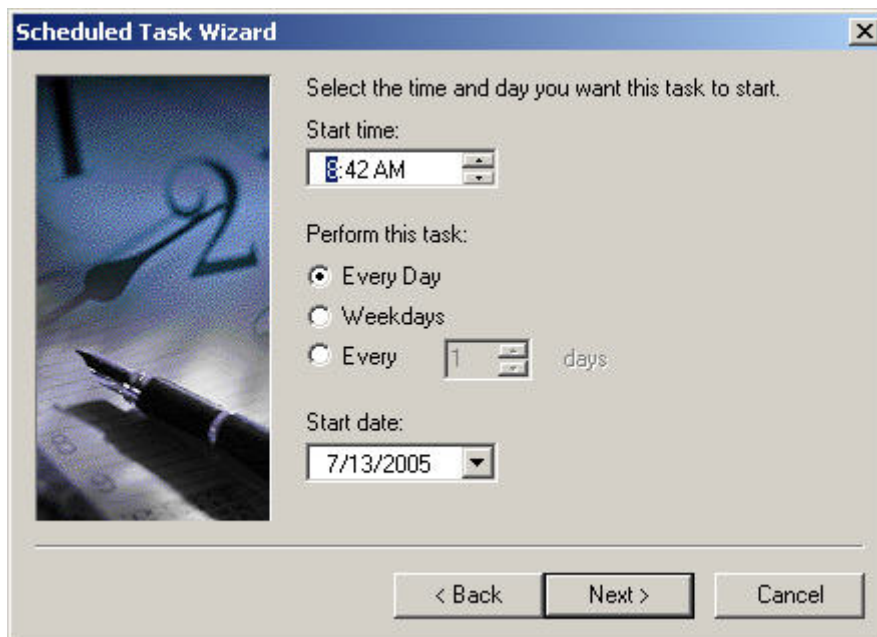 Scheduled Task Wizard
Select the time and day you want this task to start.
Start time:
8:42 AM
Perform this task:
Every Day
Weekdays
Every 1 days
Start date:
7/13/2005
< Back Next > Cancel